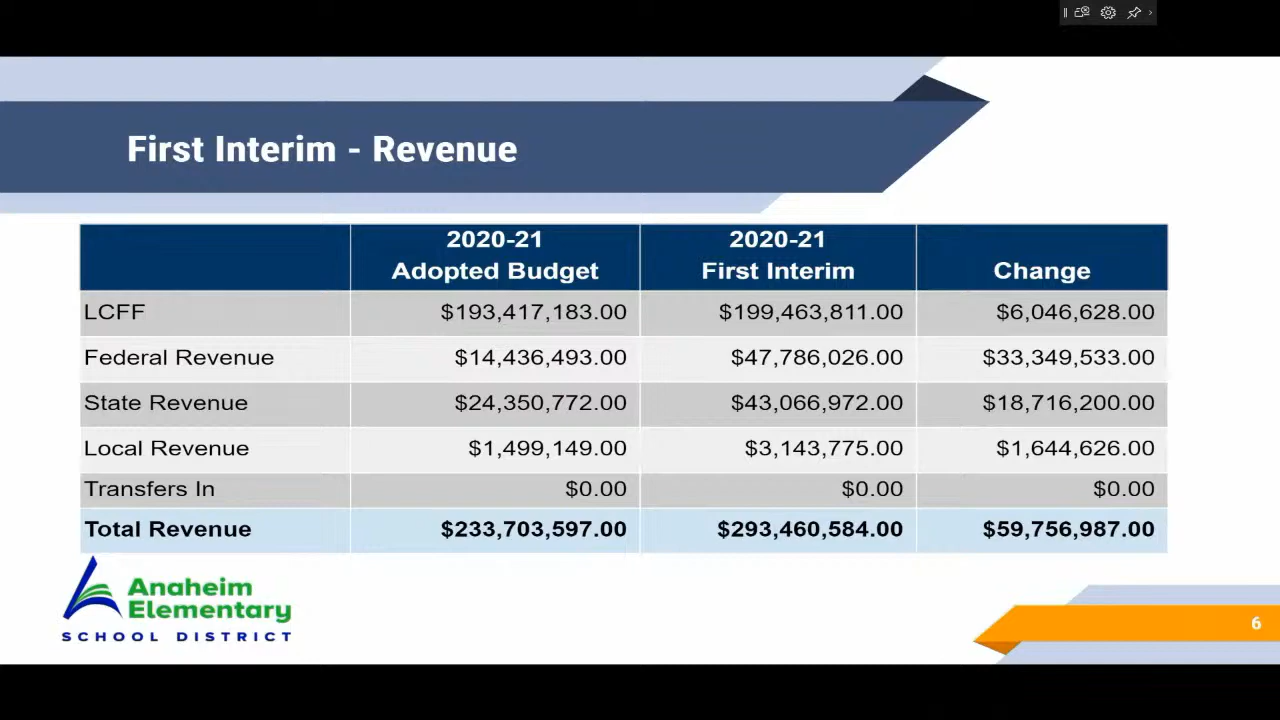 First Interim - Revenue
2020-21 Adopted Budget 2020-21 First Interim Change
LCFF $193,417,183.00 $199,463,811.00 $6,046,628.00
Federal Revenue $14,436,493.00 $47,786,026.00 $33,349,533.00
State Revenue $24,350,772.00 $43,066,972.00 $18,716,200.00
Local Revenue $1,499,149.00 $3,143,775.00 $1,644,626.00
Transfers In $0.00 $0.00 $0.00
Total Revenue $233,703,597.00 $293,460,584.00 $59,756,987.00
Anaheim
Elementary
SCHOOL DISTRICT
6